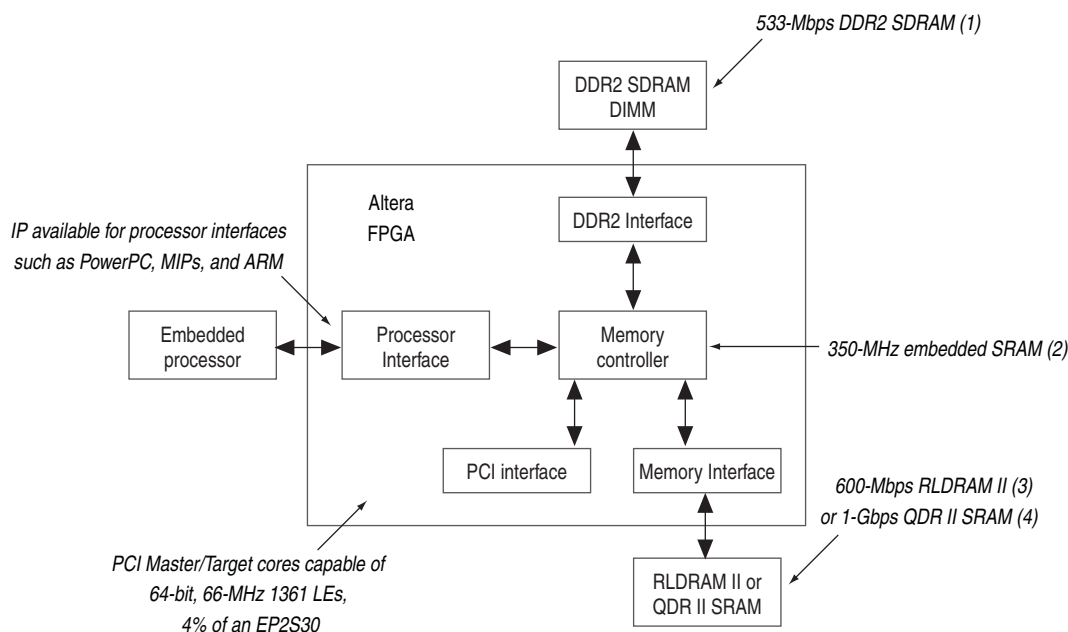 533-Mbps DDR2 SDRAM (1)
DDR2 SDRAM
DIMM
Altera
FPGA
DDR2 Interface
IP available for processor interfaces
such as PowerPC, MIPs, and ARM
Embedded
processor
Processor
Interface
Memory
controller
350-MHz embedded SRAM (2)
PCI interface
Memory Interface
600-Mbps RLDRAM II (3)
or 1-Gbps QDR II SRAM (4)
PCI Master/Target cores capable of
64-bit, 66-MHz 1361 LEs,
4% of an EP2S30
RLDRAM II or
QDR II SRAM